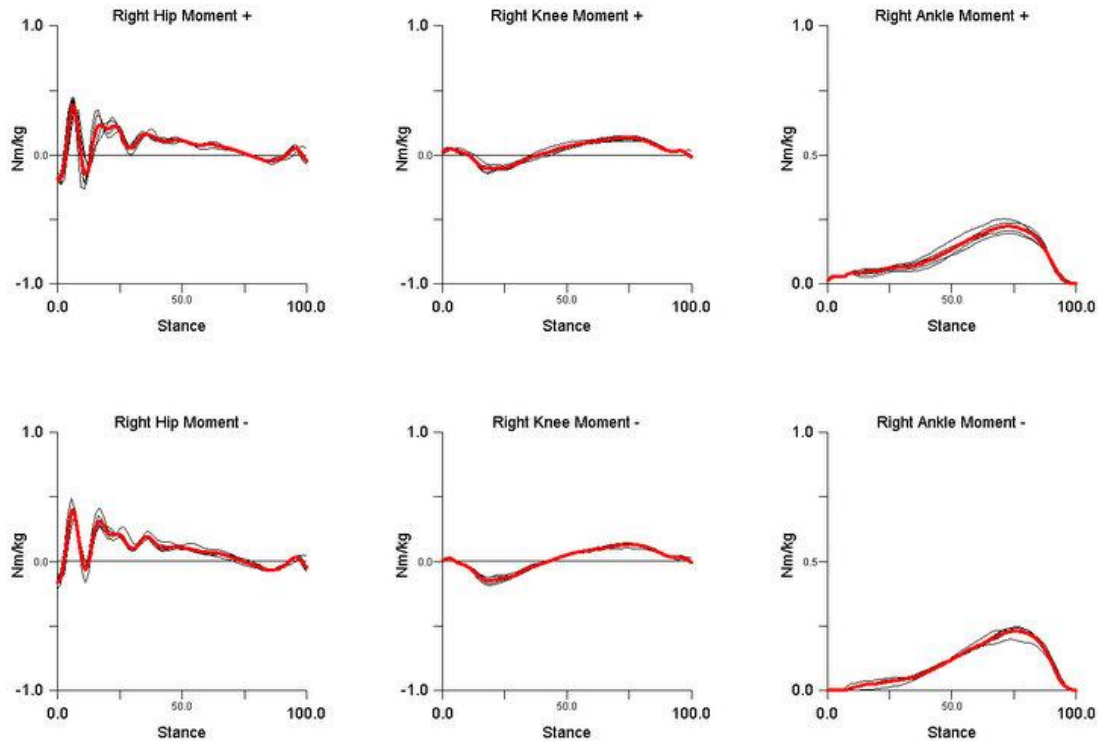 Right Hip Moment +
1.0
Nm/kg
0.0
-1.0
0.0
50.0
100.0
Stance
Right Knee Moment +
1.0
Nm/kg
0.0
-1.0
0.0
50.0
100.0
Stance
Right Ankle Moment +
1.0
Nm/kg
0.5
0.0
0.0
50.0
100.0
Stance
Right Hip Moment -
1.0
Nm/kg
0.0
-1.0
0.0
50.0
100.0
Stance
Right Knee Moment -
1.0
Nm/kg
0.0
-1.0
0.0
50.0
100.0
Stance
Right Ankle Moment -
1.0
Nm/kg
0.5
0.0
0.0
50.0
100.0
Stance